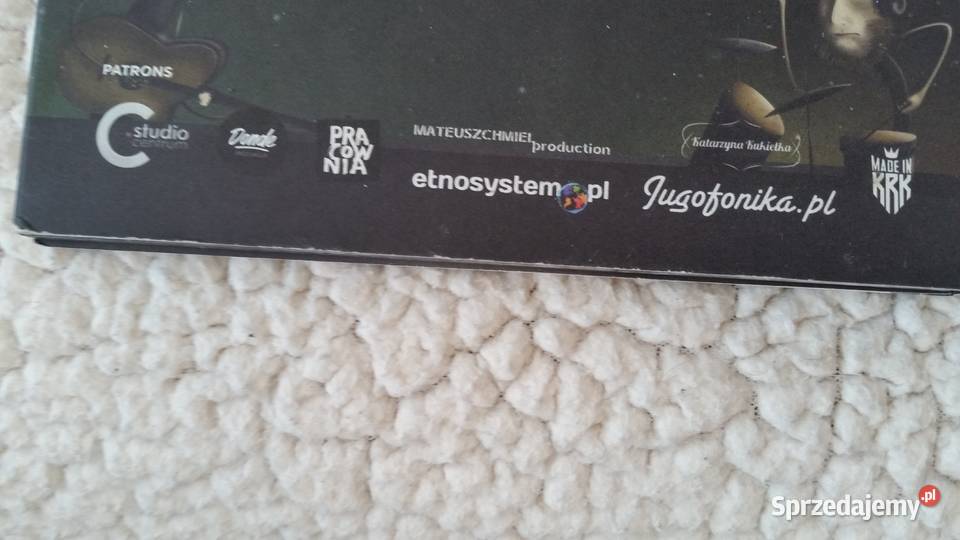 PATRONS
studio
centrum
Dande
PRA
COW
NIA
MATEUSZCHMIEL
production
etnosystem.pl
Katarzyna Kukiełka
Jugofonika.pl
MADE IN
KRK
Sprzedajemy.pl